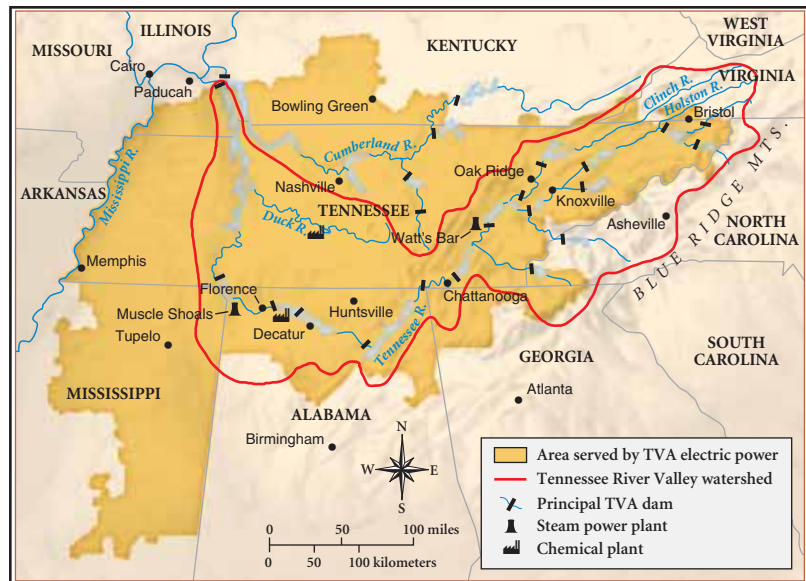 WEST
VIRGINIA
ILLINOIS
MISSOURI
KENTUCKY
Cairo
Paducah
VIRGINIA
Clinch R.
Holston R.
Bowling Green
Bristol
Cumberland R.
Mississippi R.
ARKANSAS
Nashville
Oak Ridge
TENNESSEE
Knoxville
Duck R.
Watt's Bar
Asheville
NORTH
CAROLINA
BLUE RIDGE MTS.
Memphis
Florence
Chattanooga
Muscle Shoals
Huntsville
Decatur
Tennessee R.
Tupelo
GEORGIA
SOUTH
CAROLINA
MISSISSIPPI
Atlanta
ALABAMA
Birmingham
N
W
E
S
0 50 100 miles
0 50 100 kilometers
Area served by TVA electric power
Tennessee River Valley watershed
Principal TVA dam
Steam power plant
Chemical plant